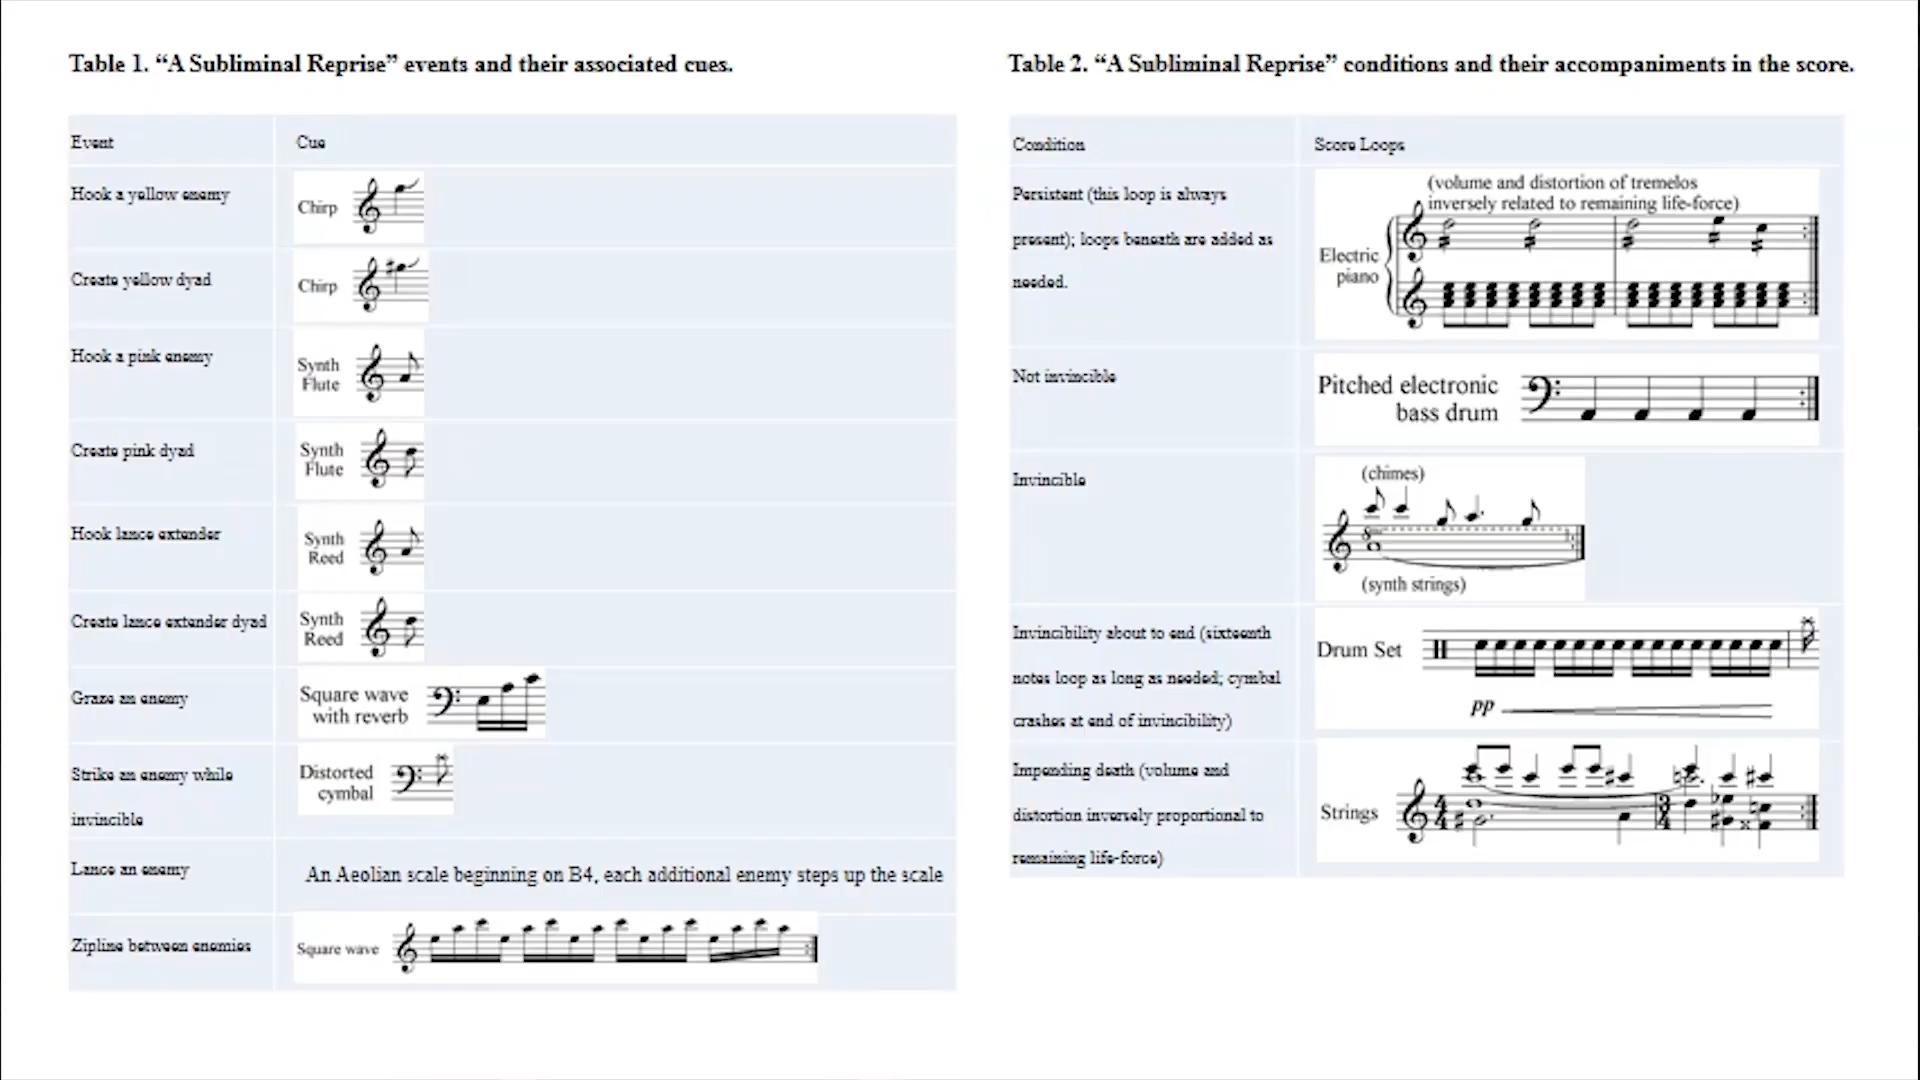 Table 1. “A Subliminal Reprise” events and their associated cues.
Event
Cue
Hook a yellow enemy
Chirp
Create yellow dyad
Chirp
Hook a pink enemy
Synth
Flute
Create pink dyad
Synth
Flute
Hook lance extender
Synth
Reed
Create lance extender dyad
Synth
Reed
Graze an enemy
Square wave
with reverb
Strike an enemy while
invincible
Distorted
cymbal
Lance an enemy
An Aeolian scale beginning on B4, each additional enemy steps up the scale
Zipline between enemies
Square wave
Table 2. “A Subliminal Reprise” conditions and their accompaniments in the score.
Condition
Score Loops
Persistent (this loop is always
present); loops beneath are added as
needed.
(volume and distortion of tremelos
inversely related to remaining life-force)
Electric
piano
Not invincible
Pitched electronic
bass drum
Invincible
(chimes)
8va
(synth strings)
Invincibility about to end (sixteenth
notes loop as long as needed; cymbal
crashes at end of invincibility)
Drum Set
pp
Impending death (volume and
distortion inversely proportional to
remaining life-force)
Strings
4
4
3
4